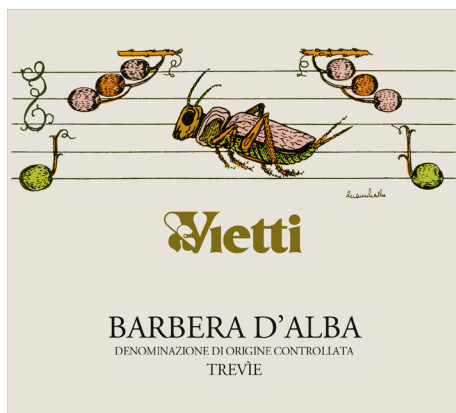 Vietti
BARBERA D'ALBA
DENOMINAZIONE DI ORIGINE CONTROLLATA
TREVÌE